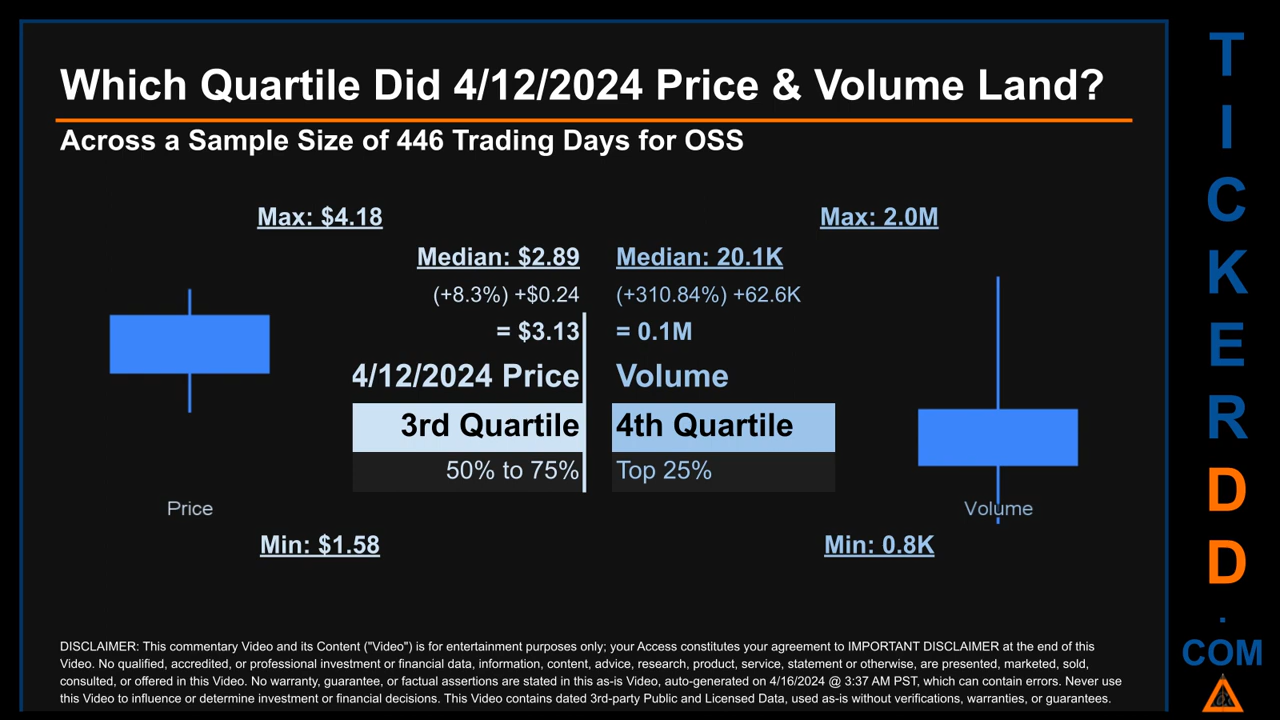 Which Quartile Did 4/12/2024 Price & Volume Land?
Across a Sample Size of 446 Trading Days for OSS
Max: $4.18
Max: 2.0M
Median: $2.89
Median: 20.1K
(+8.3%) +$0.24
(+310.84%) +62.6K
= $3.13
= 0.1M
4/12/2024 Price
Volume
3rd Quartile
4th Quartile
50% to 75%
Top 25%
Price
Volume
Min: $1.58
Min: 0.8K
DISCLAIMER: This commentary Video and its Content ("Video") is for entertainment purposes only; your Access constitutes your agreement to IMPORTANT DISCLAIMER at the end of this
Video. No qualified, accredited, or professional investment or financial data, information, content, advice, research, product, service, statement or otherwise, are presented, marketed, sold,
consulted, or offered in this Video. No warranty, guarantee, or factual assertions are stated in this as-is Video, auto-generated on 4/16/2024 @ 3:37 AM PST, which can contain errors. Never use
this Video to influence or determine investment or financial decisions. This Video contains dated 3rd-party Public and Licensed Data, used as-is without verifications, warranties, or guarantees.
T
I
C
K
E
R
D
D
.
COM